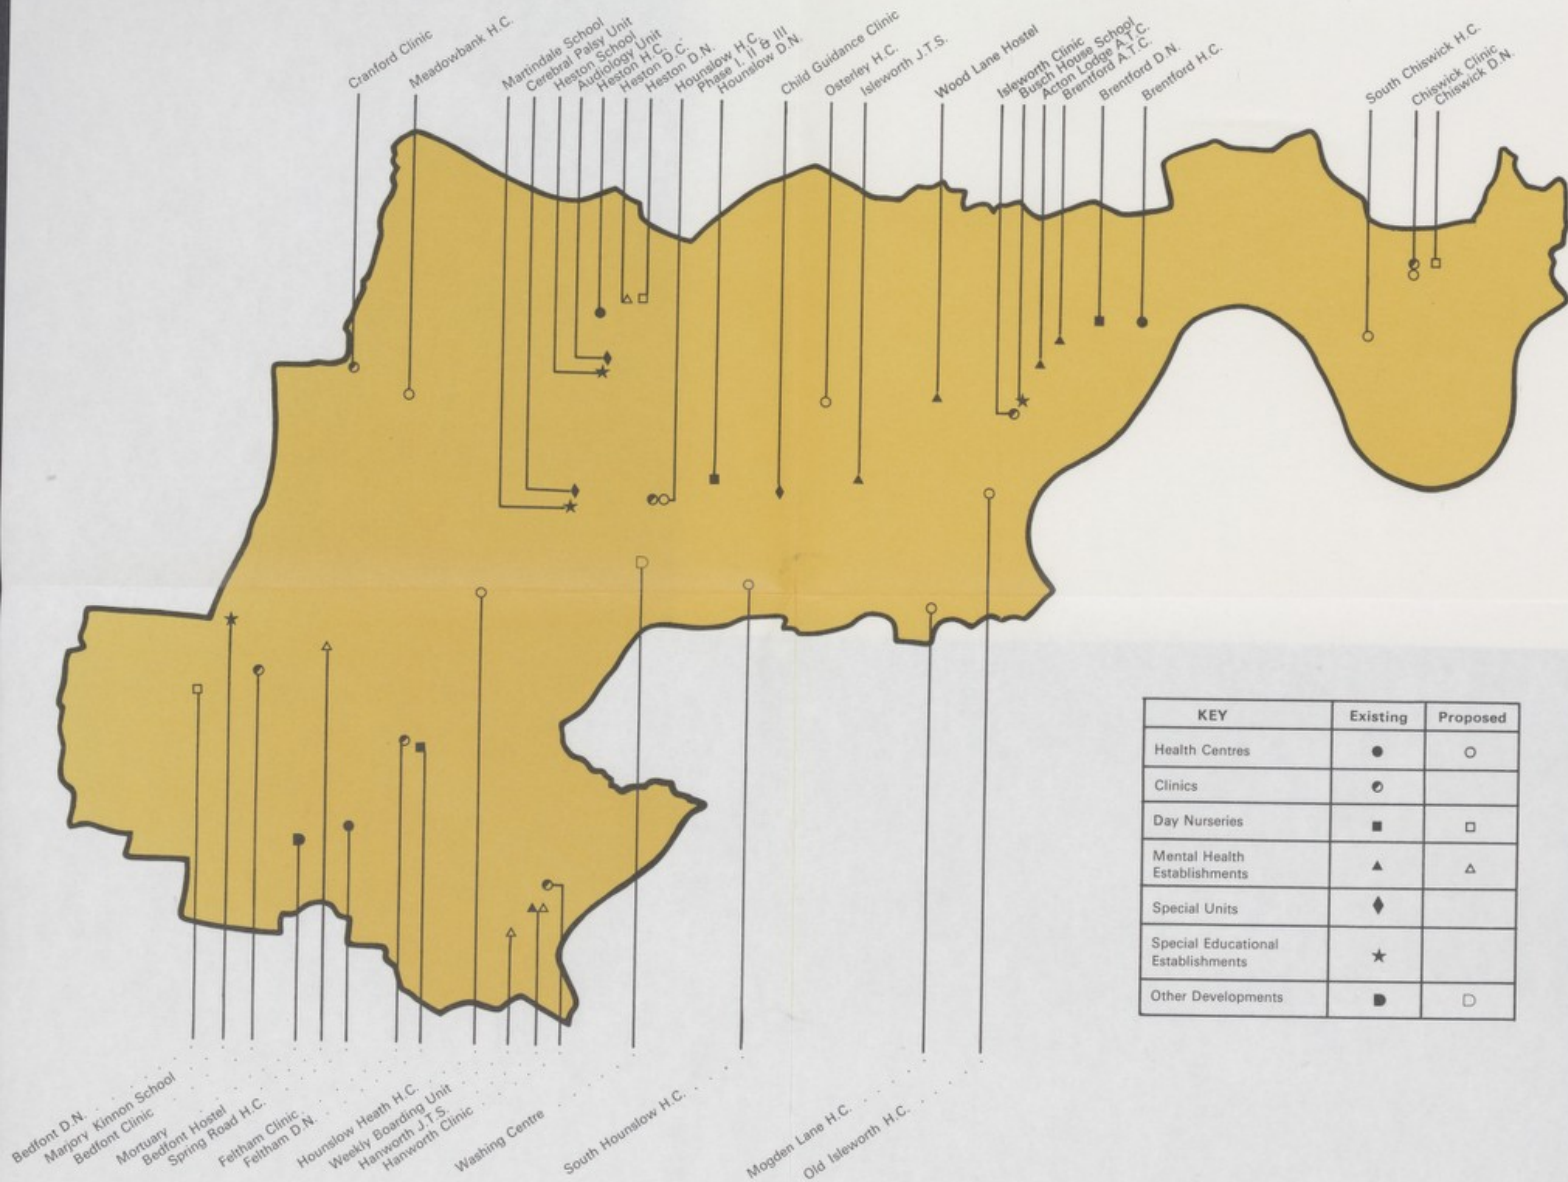 Cranford Clinic
Meadowbank H.C.
Martindale School
Cerebral Palsy Unit
Heston School
Audiology Unit
Heston H.C.
Heston D.C.
Heston D.N.
Hounslow H.C.
Phase I, II & III
Hounslow D.N.
Child Guidance Clinic
Osterley H.C.
Isleworth J.T.S.
Wood Lane Hostel
Isleworth Clinic
Busch House School
Acton Lodge A.T.C.
Brentford A.T.C.
Brentford D.N.
Brentford H.C.
South Chiswick H.C.
Chiswick Clinic
Chiswick D.N.
KEY Existing Proposed
Health Centres
Clinics
Day Nurseries
Mental Health
Establishments
Special Units
Special Educational
Establishments
Other Developments
Bedfont D.N.
Marjory Kinnon School
Bedfont Clinic
Mortuary
Bedfont Hostel
Spring Road H.C.
Feltham Clinic
Feltham D.N.
Hounslow Heath H.C.
Weekly Boarding Unit
Hanworth J.T.S.
Hanworth Clinic
Washing Centre
South Hounslow H.C.
Mogden Lane H.C.
Old Isleworth H.C.